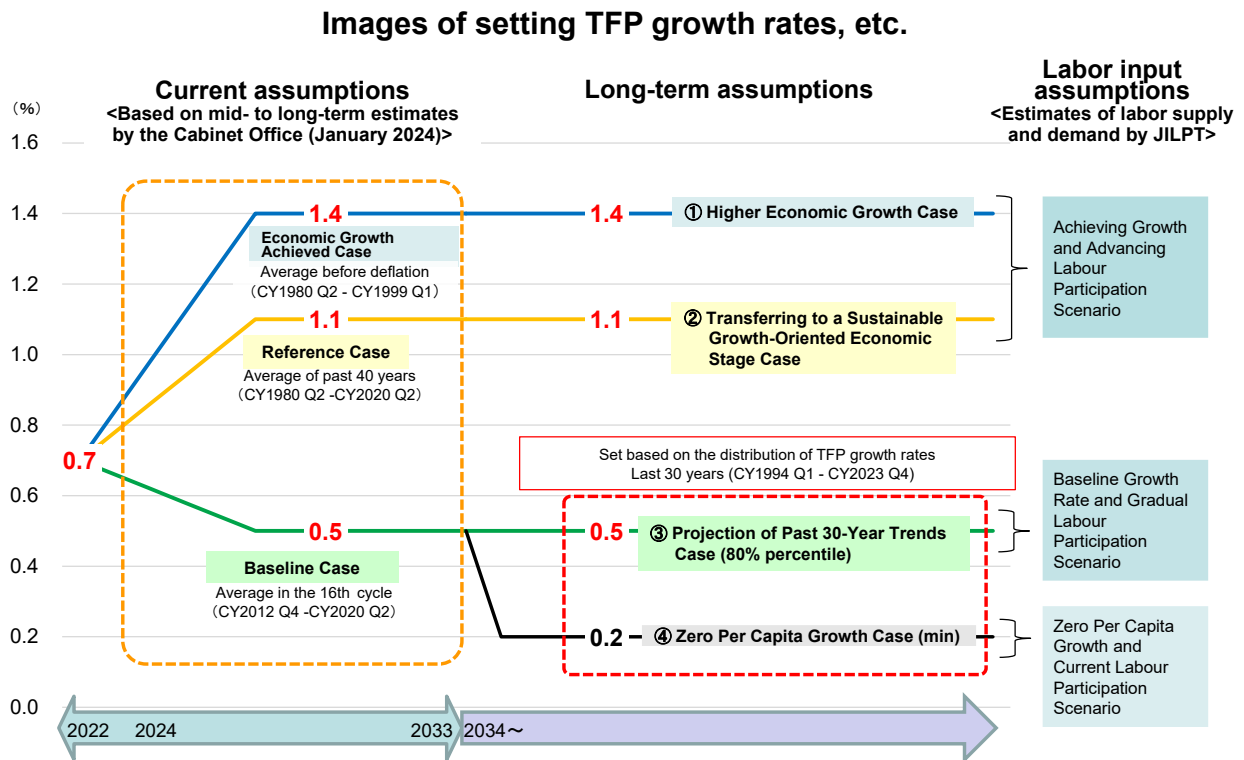 Images of setting TFP growth rates, etc.
Current assumptions
<Based on mid- to long-term estimates
by the Cabinet Office (January 2024)>
Long-term assumptions
Labor input
assumptions
<Estimates of labor supply
and demand by JILPT>
（%）
1.6
1.4
1.2
1.0
0.8
0.6
0.4
0.2
0.0
0.7
1.4
Economic Growth
Achieved Case
Average before deflation
（CY1980 Q2 - CY1999 Q1）
1.1
Reference Case
Average of past 40 years
（CY1980 Q2 -CY2020 Q2）
0.5
Baseline Case
Average in the 16th cycle
（CY2012 Q4 -CY2020 Q2）
1.4
① Higher Economic Growth Case
1.1
② Transferring to a Sustainable
Growth-Oriented Economic
Stage Case
Set based on the distribution of TFP growth rates
Last 30 years (CY1994 Q1 - CY2023 Q4)
0.5
③ Projection of Past 30-Year Trends
Case (80% percentile)
0.2
④ Zero Per Capita Growth Case (min)
Achieving Growth
and Advancing
Labour
Participation
Scenario
Baseline Growth
Rate and Gradual
Labour
Participation
Scenario
Zero Per Capita
Growth and
Current Labour
Participation
Scenario
2022
2024
2033
2034～